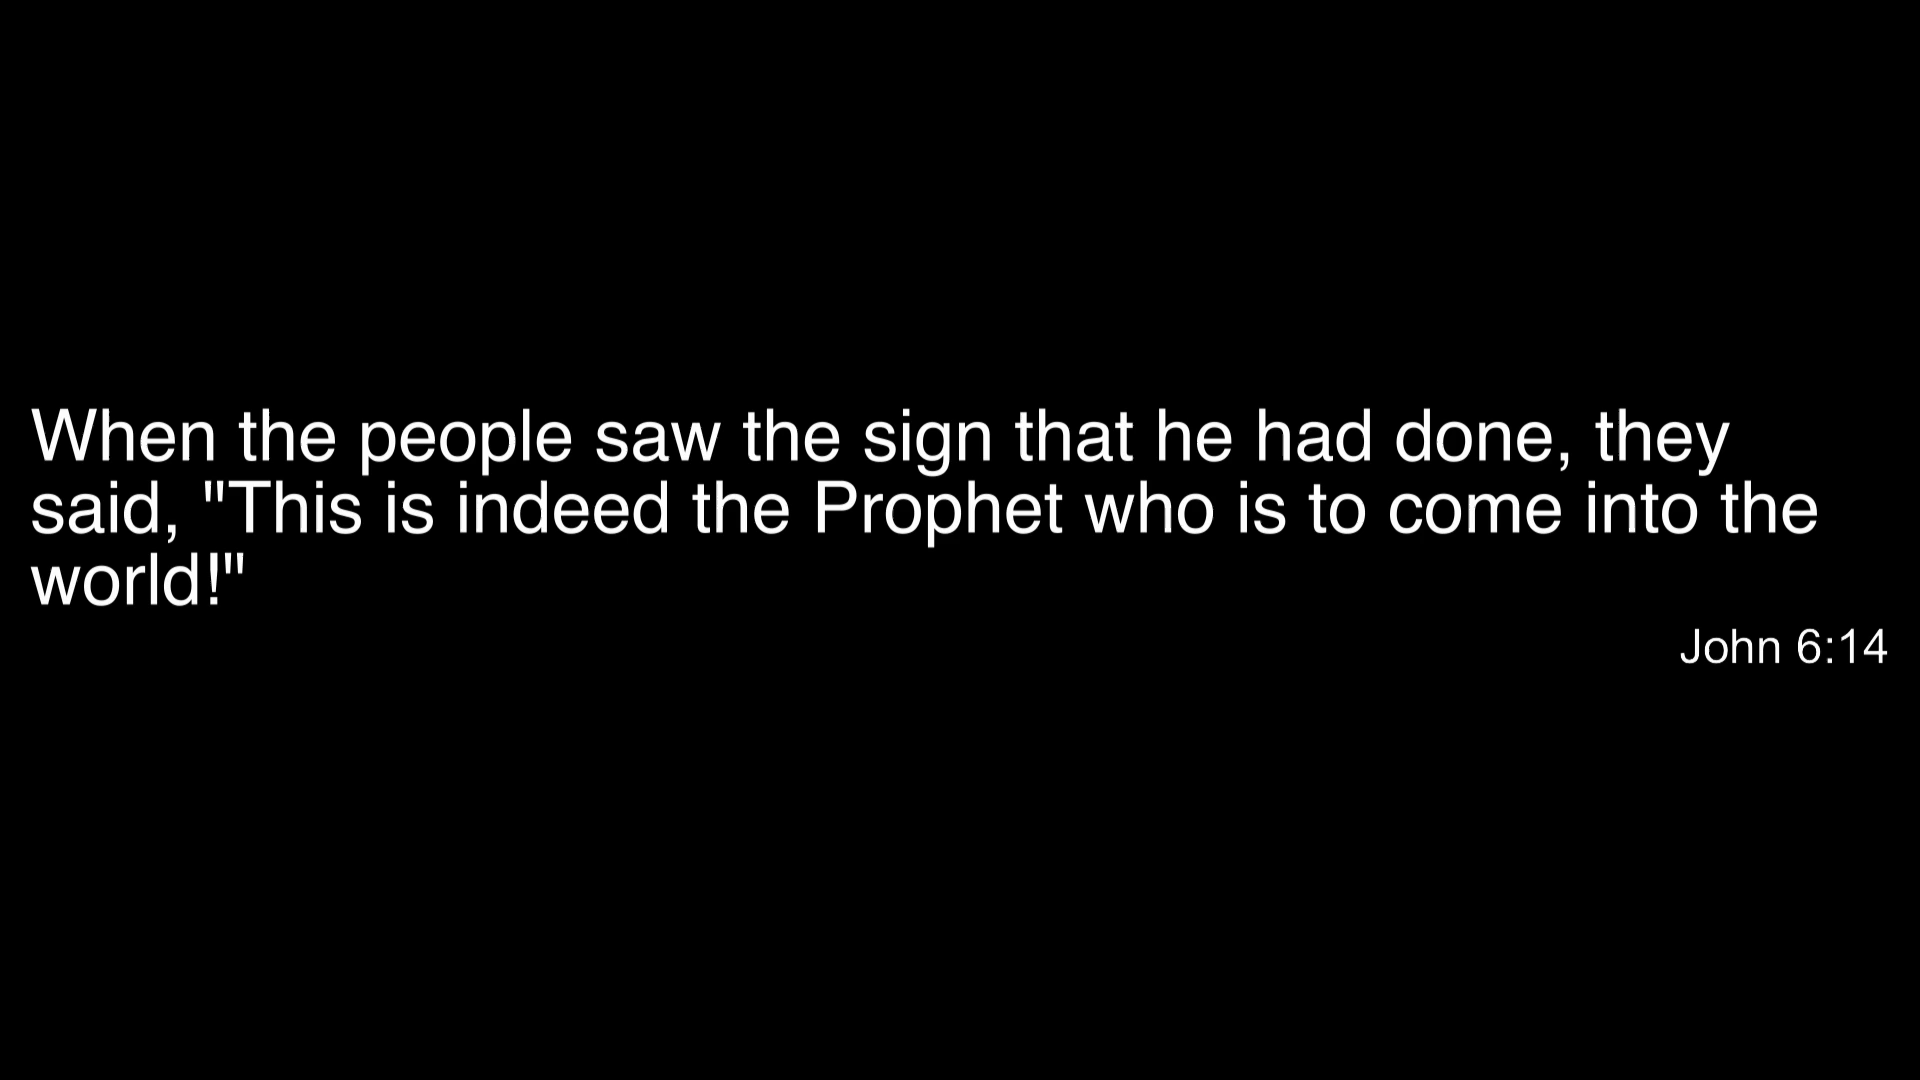 When the people saw the sign that he had done, they
said, "This is indeed the Prophet who is to come into the
world!"
John 6:14